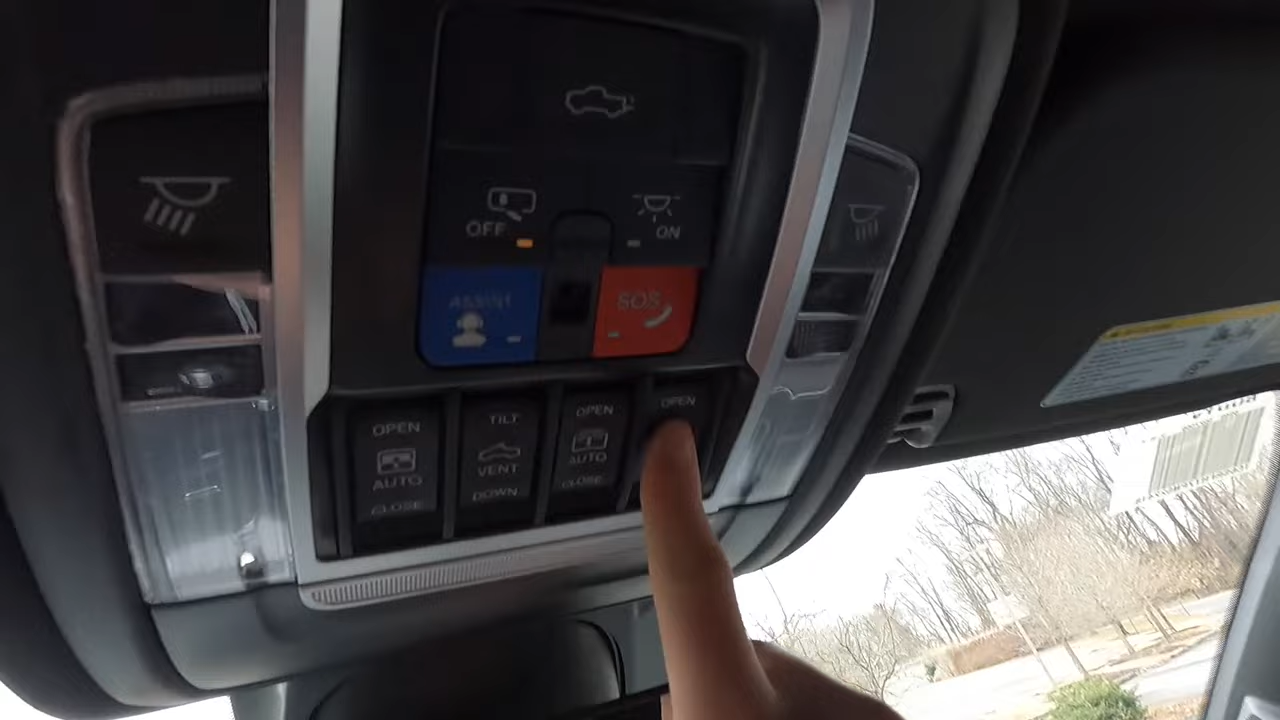 OFF
ON
ASSIST
SOS
OPEN
AUTO
CLOSE
TILT
VENT
DOWN
OPEN
AUTO
CLOSE
OPEN